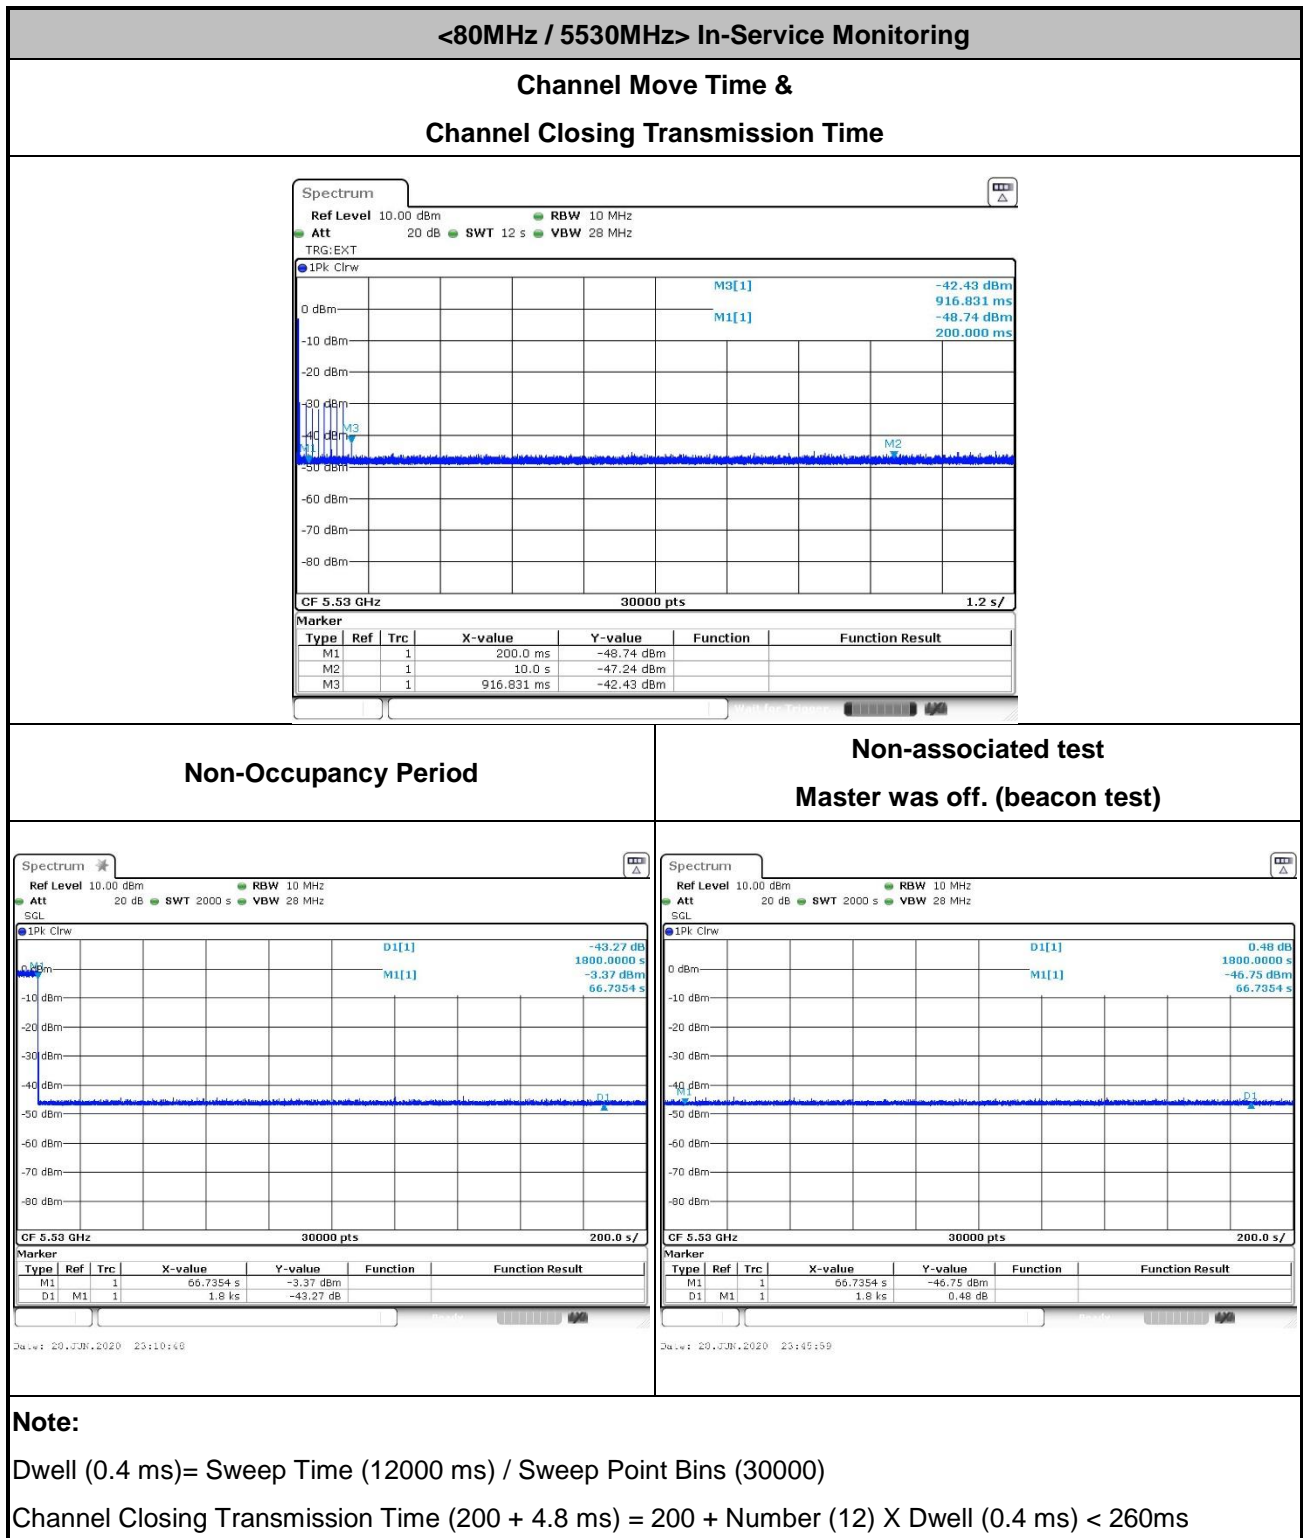 <80MHz / 5530MHz> In-Service Monitoring
Channel Move Time &
Channel Closing Transmission Time
Spectrum
Ref Level 10.00 dBm RBW 10 MHz
Att 20 dB SWT 12 s VBW 28 MHz
TRG:EXT
1Pk Clrw
M3[1] -42.43 dBm
916.831 ms
0 dBm
M1[1] -48.74 dBm
200.000 ms
-10 dBm
-20 dBm
-30 dBm
M3
-40 dBm
M1
M2
-50 dBm
-60 dBm
-70 dBm
-80 dBm
CF 5.53 GHz 30000 pts 1.2 s/
Marker
Type Ref Trc X-value Y-value Function Function Result
M1 1 200.0 ms -48.74 dBm
M2 1 10.0 s -47.24 dBm
M3 1 916.831 ms -42.43 dBm
Wait for Trigger
Non-Occupancy Period
Spectrum
Ref Level 10.00 dBm RBW 10 MHz
Att 20 dB SWT 2000 s VBW 28 MHz
SGL
1Pk Clrw
D1[1] -43.27 dB
1800.0000 s
M1
0 dBm
M1[1] -3.37 dBm
66.7354 s
-10 dBm
-20 dBm
-30 dBm
-40 dBm
D1
-50 dBm
-60 dBm
-70 dBm
-80 dBm
CF 5.53 GHz 30000 pts 200.0 s/
Marker
Type Ref Trc X-value Y-value Function Function Result
M1 1 66.7354 s -3.37 dBm
D1 M1 1 1.8 ks -43.27 dB
Ready
Date: 28.JUN.2020 23:10:48
Non-associated test
Master was off. (beacon test)
Spectrum
Ref Level 10.00 dBm RBW 10 MHz
Att 20 dB SWT 2000 s VBW 28 MHz
SGL
1Pk Clrw
D1[1] 0.48 dB
1800.0000 s
0 dBm
M1[1] -46.75 dBm
66.7354 s
-10 dBm
-20 dBm
-30 dBm
-40 dBm
M1
D1
-50 dBm
-60 dBm
-70 dBm
-80 dBm
CF 5.53 GHz 30000 pts 200.0 s/
Marker
Type Ref Trc X-value Y-value Function Function Result
M1 1 66.7354 s -46.75 dBm
D1 M1 1 1.8 ks 0.48 dB
Ready
Date: 28.JUN.2020 23:45:59
Note:
Dwell (0.4 ms)= Sweep Time (12000 ms) / Sweep Point Bins (30000)
Channel Closing Transmission Time (200 + 4.8 ms) = 200 + Number (12) X Dwell (0.4 ms) < 260ms